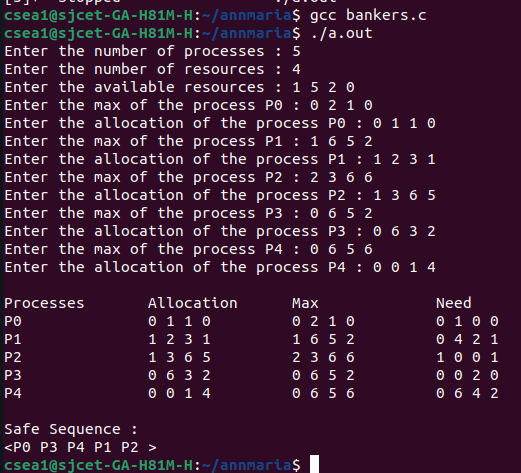 csea1@sjcet-GA-H81M-H:~/annmaria$ gcc bankers.c
csea1@sjcet-GA-H81M-H:~/annmaria$ ./a.out
Enter the number of processes : 5
Enter the number of resources : 4
Enter the available resources : 1 5 2 0
Enter the max of the process P0 : 0 2 1 0
Enter the allocation of the process P0 : 0 1 1 0
Enter the max of the process P1 : 1 6 5 2
Enter the allocation of the process P1 : 1 2 3 1
Enter the max of the process P2 : 2 3 6 6
Enter the allocation of the process P2 : 1 3 6 5
Enter the max of the process P3 : 0 6 5 2
Enter the allocation of the process P3 : 0 6 3 2
Enter the max of the process P4 : 0 6 5 6
Enter the allocation of the process P4 : 0 0 1 4
Processes Allocation Max Need
P0 0 1 1 0 0 2 1 0 0 1 0 0
P1 1 2 3 1 1 6 5 2 0 4 2 1
P2 1 3 6 5 2 3 6 6 1 0 0 1
P3 0 6 3 2 0 6 5 2 0 0 2 0
P4 0 0 1 4 0 6 5 6 0 6 4 2
Safe Sequence :
<P0 P3 P4 P1 P2 >
csea1@sjcet-GA-H81M-H:~/annmaria$